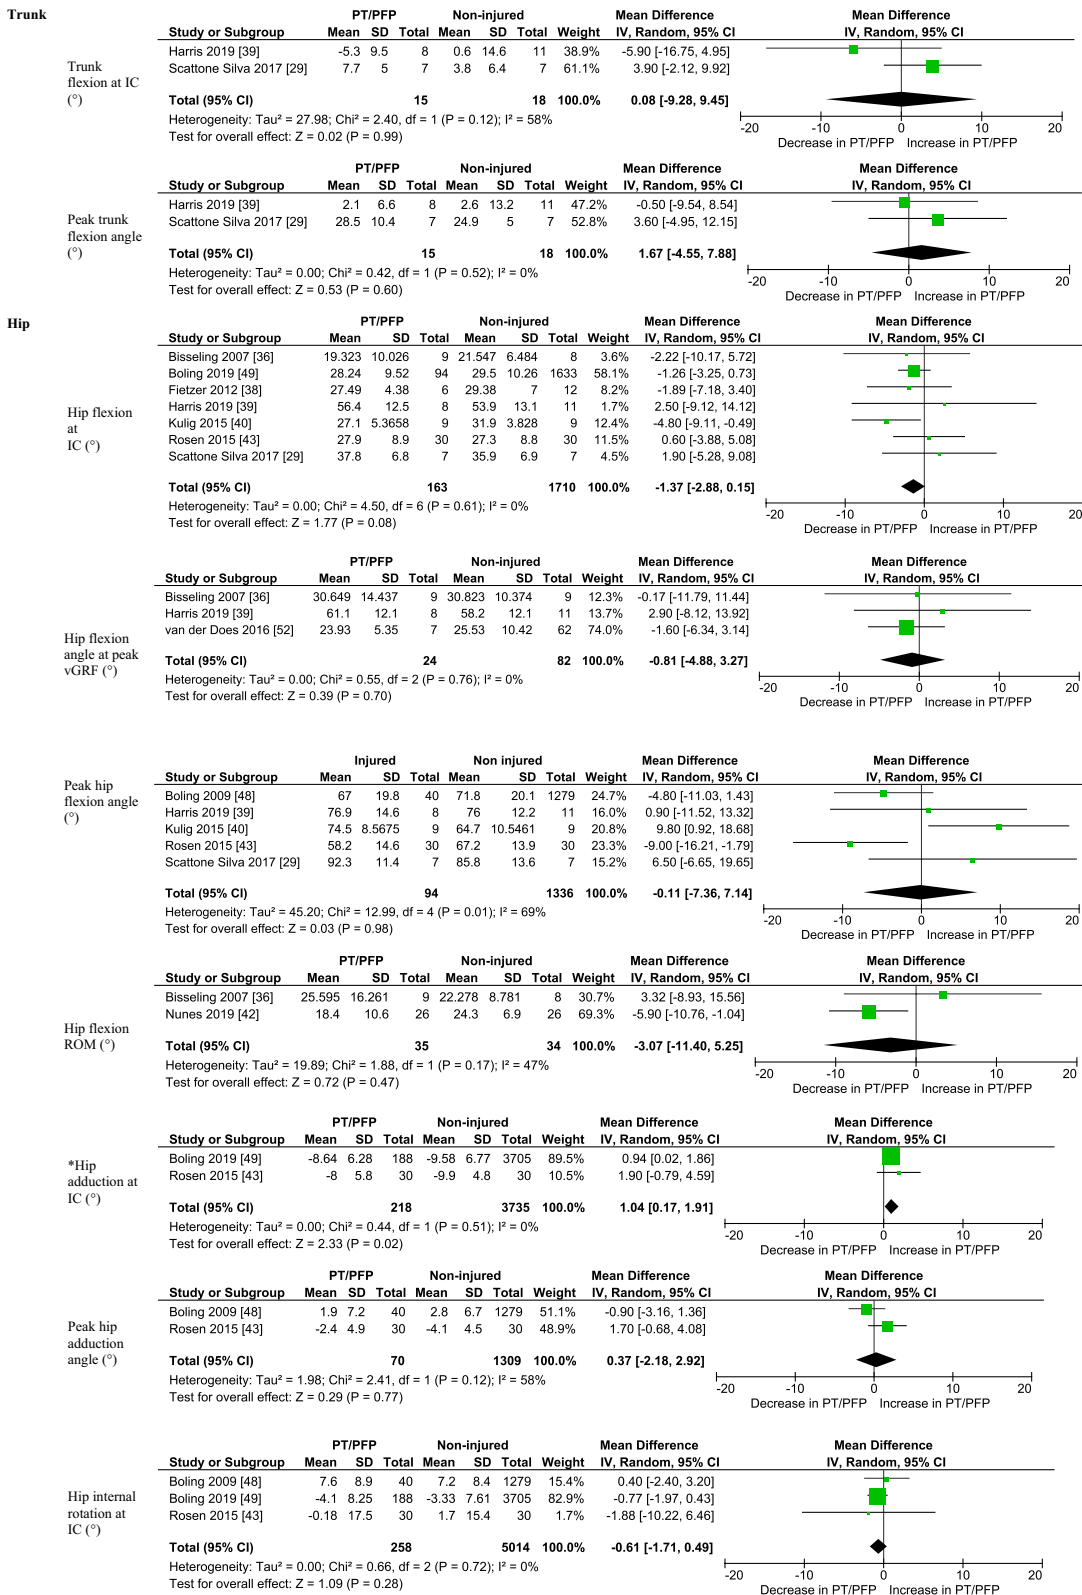 Trunk
PT/PFP Non-injured Mean Difference Mean Difference
Study or Subgroup Mean SD Total Mean SD Total Weight IV, Random, 95% CI IV, Random, 95% CI
Harris 2019 [39] -5.3 9.5 8 0.6 14.6 11 38.9% -5.90 [-16.75, 4.95]
Scattone Silva 2017 [29] 7.7 5 7 3.8 6.4 7 61.1% 3.90 [-2.12, 9.92]
Trunk
flexion at IC
(°)
Total (95% CI) 15 18 100.0% 0.08 [-9.28, 9.45]
Heterogeneity: Tau² = 27.98; Chi² = 2.40, df = 1 (P = 0.12); I² = 58%
Test for overall effect: Z = 0.02 (P = 0.99)
-20 -10 0 10 20
Decrease in PT/PFP Increase in PT/PFP
PT/PFP Non-injured Mean Difference Mean Difference
Study or Subgroup Mean SD Total Mean SD Total Weight IV, Random, 95% CI IV, Random, 95% CI
Harris 2019 [39] 2.1 6.6 8 2.6 13.2 11 47.2% -0.50 [-9.54, 8.54]
Scattone Silva 2017 [29] 28.5 10.4 7 24.9 5 7 52.8% 3.60 [-4.95, 12.15]
Peak trunk
flexion angle
(°)
Total (95% CI) 15 18 100.0% 1.67 [-4.55, 7.88]
Heterogeneity: Tau² = 0.00; Chi² = 0.42, df = 1 (P = 0.52); I² = 0%
Test for overall effect: Z = 0.53 (P = 0.60)
-20 -10 0 10 20
Decrease in PT/PFP Increase in PT/PFP
Hip
PT/PFP Non-injured Mean Difference Mean Difference
Study or Subgroup Mean SD Total Mean SD Total Weight IV, Random, 95% CI IV, Random, 95% CI
Bisseling 2007 [36] 19.323 10.026 9 21.547 6.484 8 3.6% -2.22 [-10.17, 5.72]
Boling 2019 [49] 28.24 9.52 94 29.5 10.26 1633 58.1% -1.26 [-3.25, 0.73]
Fietzer 2012 [38] 27.49 4.38 6 29.38 7 12 8.2% -1.89 [-7.18, 3.40]
Harris 2019 [39] 56.4 12.5 8 53.9 13.1 11 1.7% 2.50 [-9.12, 14.12]
Kulig 2015 [40] 27.1 5.3658 9 31.9 3.828 9 12.4% -4.80 [-9.11, -0.49]
Rosen 2015 [43] 27.9 8.9 30 27.3 8.8 30 11.5% 0.60 [-3.88, 5.08]
Scattone Silva 2017 [29] 37.8 6.8 7 35.9 6.9 7 4.5% 1.90 [-5.28, 9.08]
Hip flexion
at
IC (°)
Total (95% CI) 163 1710 100.0% -1.37 [-2.88, 0.15]
Heterogeneity: Tau² = 0.00; Chi² = 4.50, df = 6 (P = 0.61); I² = 0%
Test for overall effect: Z = 1.77 (P = 0.08)
-20 -10 0 10 20
Decrease in PT/PFP Increase in PT/PFP
PT/PFP Non-injured Mean Difference Mean Difference
Study or Subgroup Mean SD Total Mean SD Total Weight IV, Random, 95% CI IV, Random, 95% CI
Bisseling 2007 [36] 30.649 14.437 9 30.823 10.374 9 12.3% -0.17 [-11.79, 11.44]
Harris 2019 [39] 61.1 12.1 8 58.2 12.1 11 13.7% 2.90 [-8.12, 13.92]
van der Does 2016 [52] 23.93 5.35 7 25.53 10.42 62 74.0% -1.60 [-6.34, 3.14]
Hip flexion
angle at peak
vGRF (°)
Total (95% CI) 24 82 100.0% -0.81 [-4.88, 3.27]
Heterogeneity: Tau² = 0.00; Chi² = 0.55, df = 2 (P = 0.76); I² = 0%
Test for overall effect: Z = 0.39 (P = 0.70)
-20 -10 0 10 20
Decrease in PT/PFP Increase in PT/PFP
Injured Non injured Mean Difference Mean Difference
Study or Subgroup Mean SD Total Mean SD Total Weight IV, Random, 95% CI IV, Random, 95% CI
Boling 2009 [48] 67 19.8 40 71.8 20.1 1279 24.7% -4.80 [-11.03, 1.43]
Harris 2019 [39] 76.9 14.6 8 76 12.2 11 16.0% 0.90 [-11.52, 13.32]
Kulig 2015 [40] 74.5 8.5675 9 64.7 10.5461 9 20.8% 9.80 [0.92, 18.68]
Rosen 2015 [43] 58.2 14.6 30 67.2 13.9 30 23.3% -9.00 [-16.21, -1.79]
Scattone Silva 2017 [29] 92.3 11.4 7 85.8 13.6 7 15.2% 6.50 [-6.65, 19.65]
Peak hip
flexion angle
(°)
Total (95% CI) 94 1336 100.0% -0.11 [-7.36, 7.14]
Heterogeneity: Tau² = 45.20; Chi² = 12.99, df = 4 (P = 0.01); I² = 69%
Test for overall effect: Z = 0.03 (P = 0.98)
-20 -10 0 10 20
Decrease in PT/PFP Increase in PT/PFP
PT/PFP Non-injured Mean Difference Mean Difference
Study or Subgroup Mean SD Total Mean SD Total Weight IV, Random, 95% CI IV, Random, 95% CI
Bisseling 2007 [36] 25.595 16.261 9 22.278 8.781 8 30.7% 3.32 [-8.93, 15.56]
Nunes 2019 [42] 18.4 10.6 26 24.3 6.9 26 69.3% -5.90 [-10.76, -1.04]
Hip flexion
ROM (°)
Total (95% CI) 35 34 100.0% -3.07 [-11.40, 5.25]
Heterogeneity: Tau² = 19.89; Chi² = 1.88, df = 1 (P = 0.17); I² = 47%
Test for overall effect: Z = 0.72 (P = 0.47)
-20 -10 0 10 20
Decrease in PT/PFP Increase in PT/PFP
PT/PFP Non-injured Mean Difference Mean Difference
Study or Subgroup Mean SD Total Mean SD Total Weight IV, Random, 95% CI IV, Random, 95% CI
Boling 2019 [49] -8.64 6.28 188 -9.58 6.77 3705 89.5% 0.94 [0.02, 1.86]
Rosen 2015 [43] -8 5.8 30 -9.9 4.8 30 10.5% 1.90 [-0.79, 4.59]
*Hip
adduction at
IC (°)
Total (95% CI) 218 3735 100.0% 1.04 [0.17, 1.91]
Heterogeneity: Tau² = 0.00; Chi² = 0.44, df = 1 (P = 0.51); I² = 0%
Test for overall effect: Z = 2.33 (P = 0.02)
-20 -10 0 10 20
Decrease in PT/PFP Increase in PT/PFP
PT/PFP Non-injured Mean Difference Mean Difference
Study or Subgroup Mean SD Total Mean SD Total Weight IV, Random, 95% CI IV, Random, 95% CI
Boling 2009 [48] 1.9 7.2 40 2.8 6.7 1279 51.1% -0.90 [-3.16, 1.36]
Rosen 2015 [43] -2.4 4.9 30 -4.1 4.5 30 48.9% 1.70 [-0.68, 4.08]
Peak hip
adduction
angle (°)
Total (95% CI) 70 1309 100.0% 0.37 [-2.18, 2.92]
Heterogeneity: Tau² = 1.98; Chi² = 2.41, df = 1 (P = 0.12); I² = 58%
Test for overall effect: Z = 0.29 (P = 0.77)
-20 -10 0 10 20
Decrease in PT/PFP Increase in PT/PFP
PT/PFP Non-injured Mean Difference Mean Difference
Study or Subgroup Mean SD Total Mean SD Total Weight IV, Random, 95% CI IV, Random, 95% CI
Boling 2009 [48] 7.6 8.9 40 7.2 8.4 1279 15.4% 0.40 [-2.40, 3.20]
Boling 2019 [49] -4.1 8.25 188 -3.33 7.61 3705 82.9% -0.77 [-1.97, 0.43]
Rosen 2015 [43] -0.18 17.5 30 1.7 15.4 30 1.7% -1.88 [-10.22, 6.46]
Hip internal
rotation at
IC (°)
Total (95% CI) 258 5014 100.0% -0.61 [-1.71, 0.49]
Heterogeneity: Tau² = 0.00; Chi² = 0.66, df = 2 (P = 0.72); I² = 0%
Test for overall effect: Z = 1.09 (P = 0.28)
-20 -10 0 10 20
Decrease in PT/PFP Increase in PT/PFP